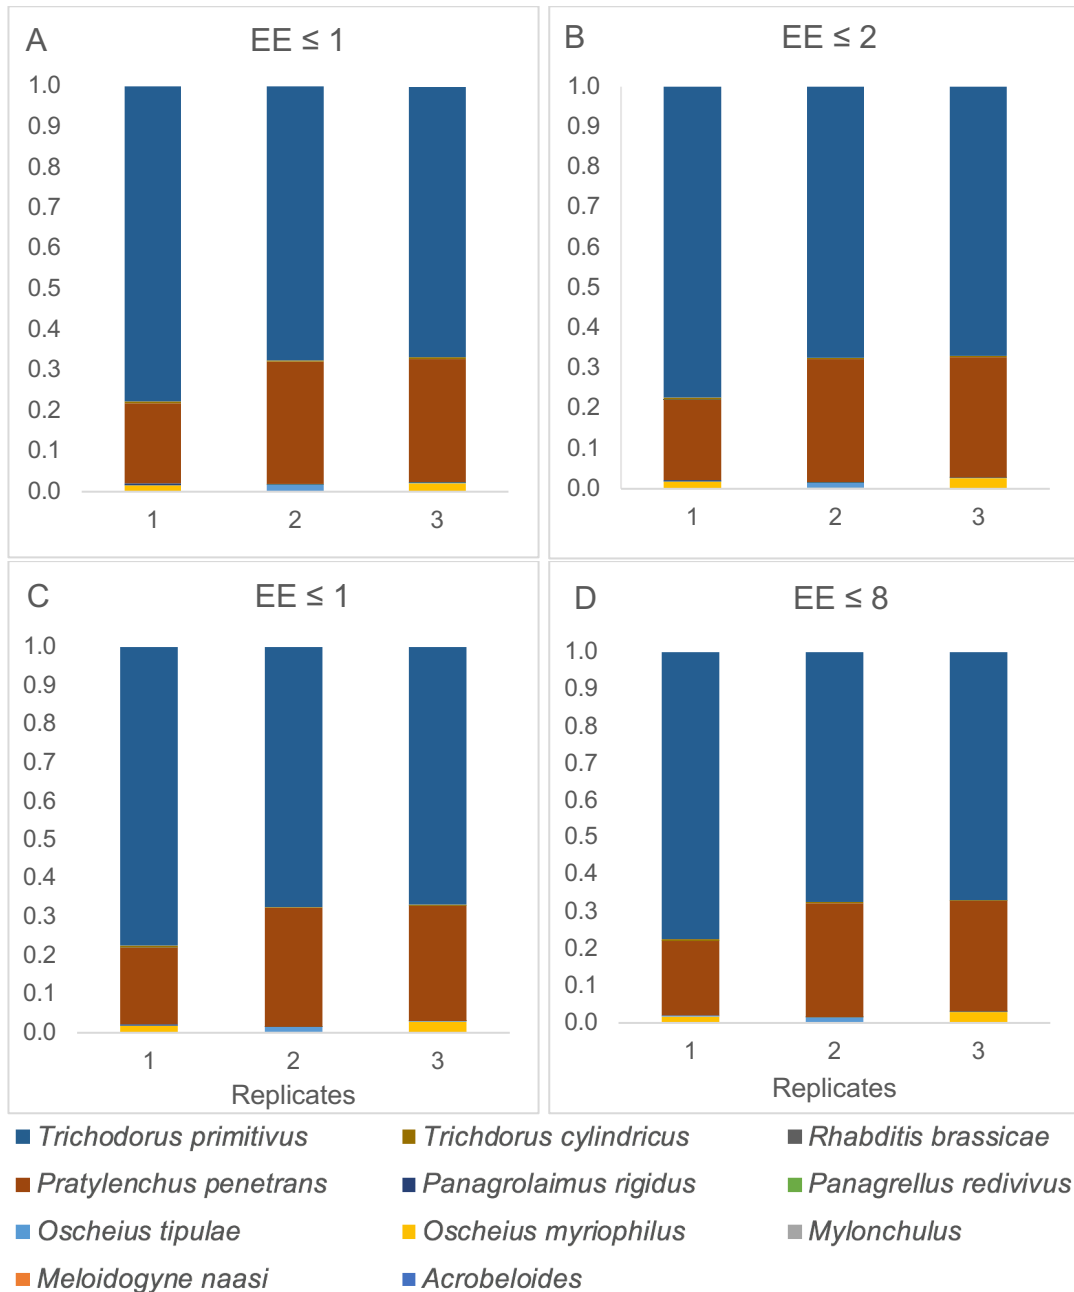 A
EE ≤ 1
1.0
0.9
0.8
0.7
0.6
0.5
0.4
0.3
0.2
0.1
0.0
1 2 3
B
EE ≤ 2
1.0
0.9
0.8
0.7
0.6
0.5
0.4
0.3
0.2
0.1
0.0
1 2 3
C
EE ≤ 1
1.0
0.9
0.8
0.7
0.6
0.5
0.4
0.3
0.2
0.1
0.0
1 2 3
Replicates
D
EE ≤ 8
1.0
0.9
0.8
0.7
0.6
0.5
0.4
0.3
0.2
0.1
0.0
1 2 3
Replicates
Trichodorus primitivus Trichdorus cylindricus Rhabditis brassicae
Pratylenchus penetrans Panagrolaimus rigidus Panagrellus redivivus
Oscheius tipulae Oscheius myriophilus Mylonchulus
Meloidogyne naasi Acrobeloides